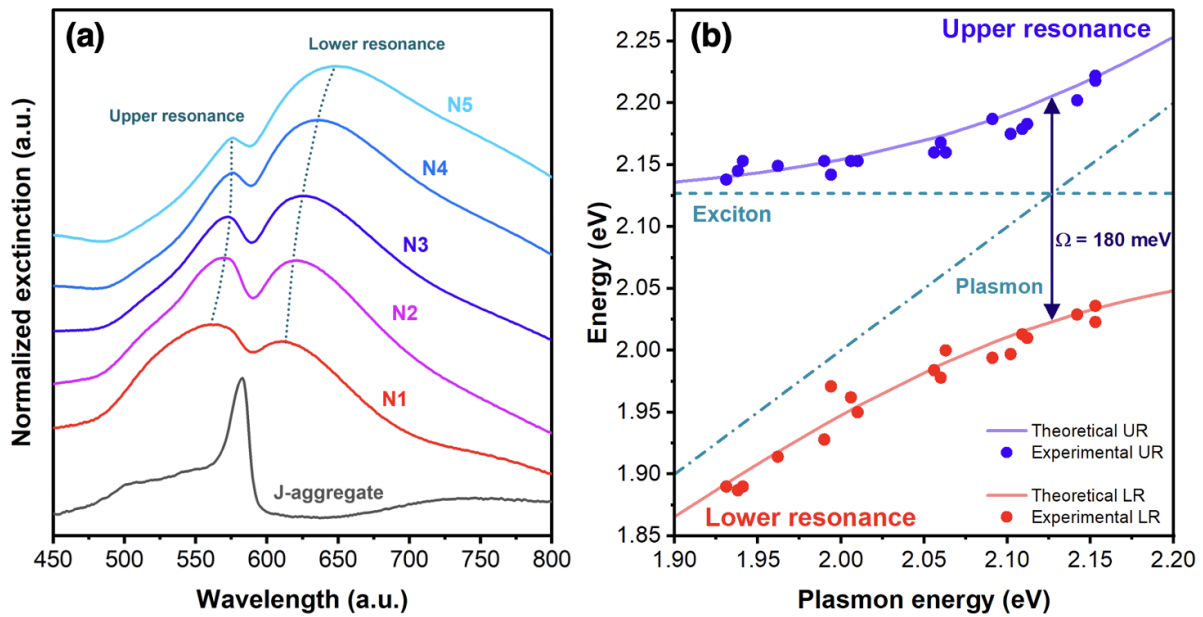 (a)
Lower resonance
Upper resonance
N5
N4
N3
N2
N1
J-aggregate
Normalized exctinction (a.u.)
450 500 550 600 650 700 750 800
Wavelength (a.u.)
(b)
Upper resonance
Exciton
Plasmon
Ω = 180 meV
Lower resonance
Theoretical UR
Experimental UR
Theoretical LR
Experimental LR
Energy (eV)
2.25
2.20
2.15
2.10
2.05
2.00
1.95
1.90
1.85
1.90 1.95 2.00 2.05 2.10 2.15 2.20
Plasmon energy (eV)